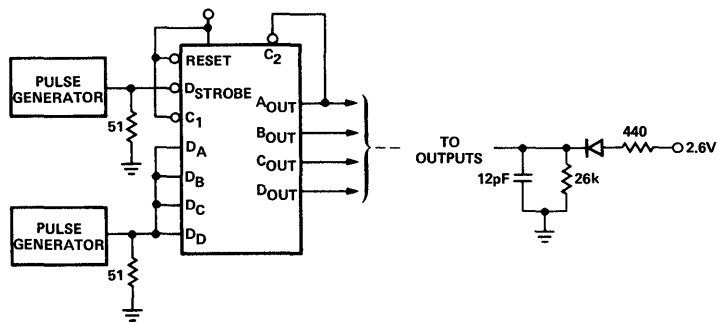 PULSE
GENERATOR
51
PULSE
GENERATOR
51
RESET
DSTROBE
C1
DA
DB
DC
DD
C2
AOUT
BOUT
COUT
DOUT
TO
OUTPUTS
12pF
26k
440
2.6V